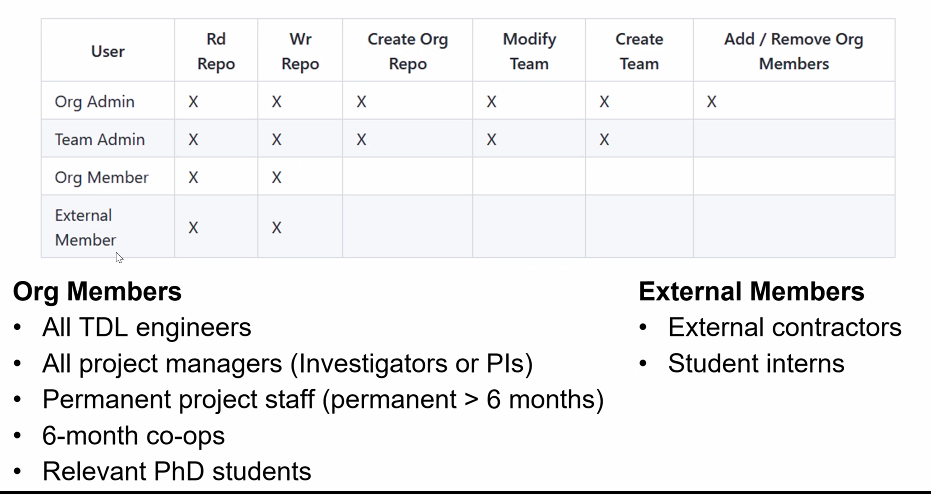 User Rd Repo Wr Repo Create Org Repo Modify Team Create Team Add / Remove Org Members
Org Admin X X X X X X
Team Admin X X X X X
Org Member X X
External Member X X
Org Members
• All TDL engineers
• All project managers (Investigators or PIs)
• Permanent project staff (permanent > 6 months)
• 6-month co-ops
• Relevant PhD students
External Members
• External contractors
• Student interns